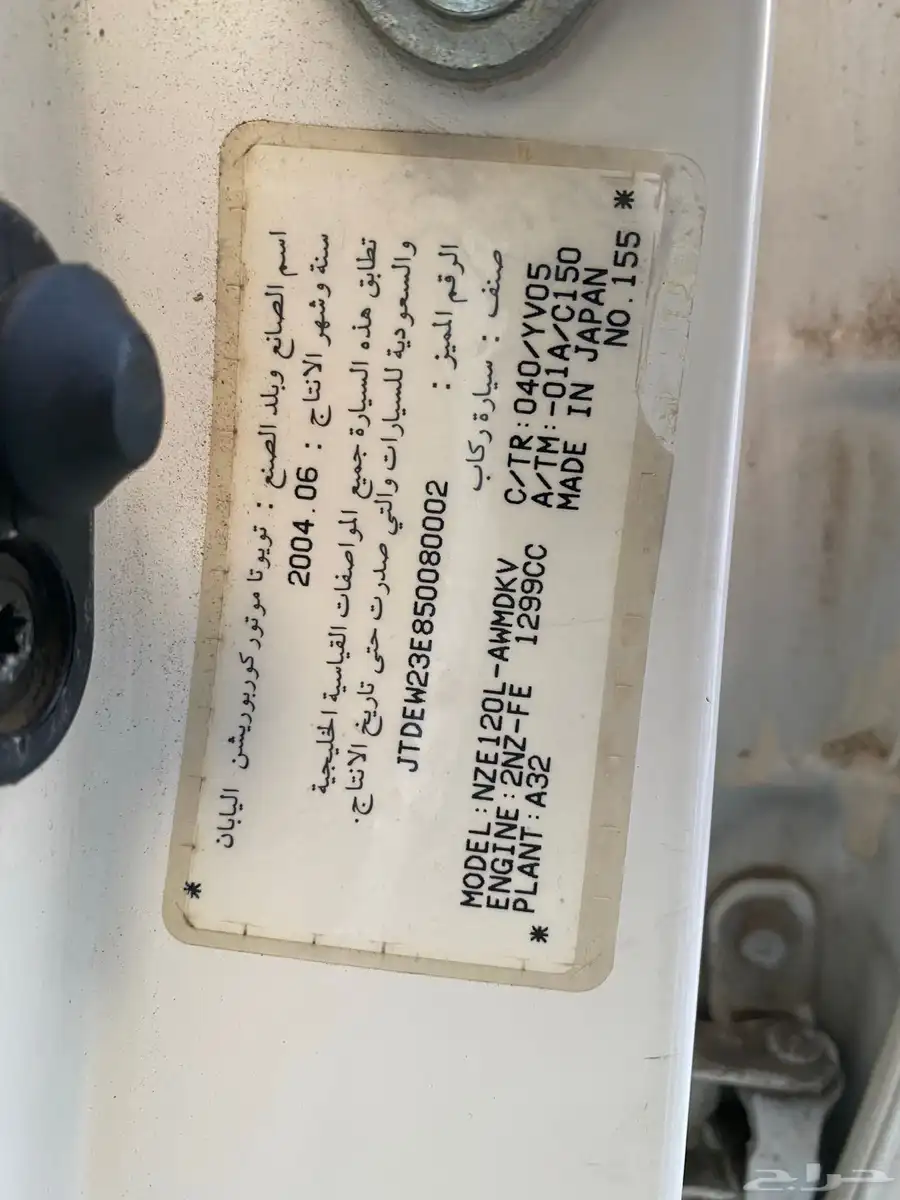 *
اسم الصانع وبلد الصنع : تويوتا موتور كوربوريشن اليابان
سنة وشهر الانتاج : 2004.06
تطابق هذه السيارة جميع المواصفات القياسية الخليجية
والسعودية للسيارات والتي صدرت حتى تاريخ الانتاج.
الرقم المميز : JTDEW23E850080002
صنف : سيارة ركاب
MODEL:NZE120L-AWMDKV C/TR:040/YV05
ENGINE:2NZ-FE 1299CC A/TM:-01A/C150
PLANT:A32 MADE IN JAPAN
* NO.155 *
حراج